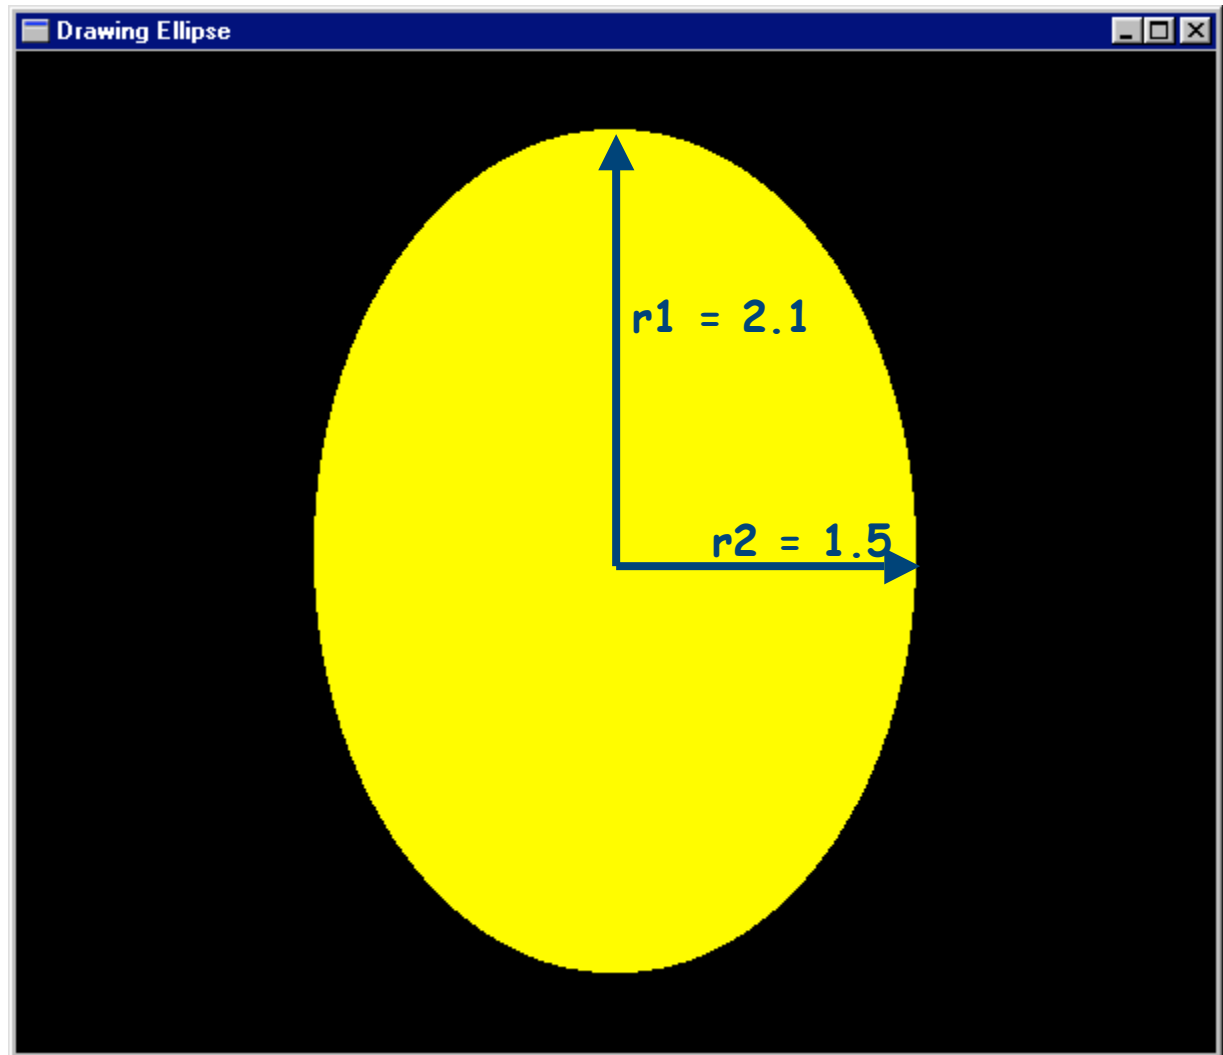 Drawing Ellipse
r1 = 2.1
r2 = 1.5